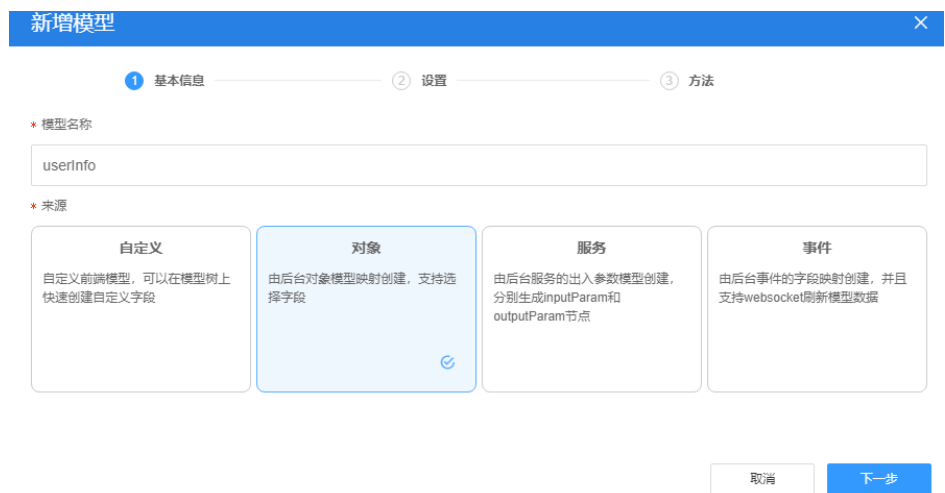 新增模型
1 基本信息 2 设置 3 方法
* 模型名称
userInfo
* 来源
自定义
自定义前端模型，可以在模型树上
快速创建自定义字段
对象
由后台对象模型映射创建，支持选
择字段
服务
由后台服务的出入参数模型创建，
分别生成inputParam和
outputParam节点
事件
由后台事件的字段映射创建，并且
支持websocket刷新模型数据
取消 下一步